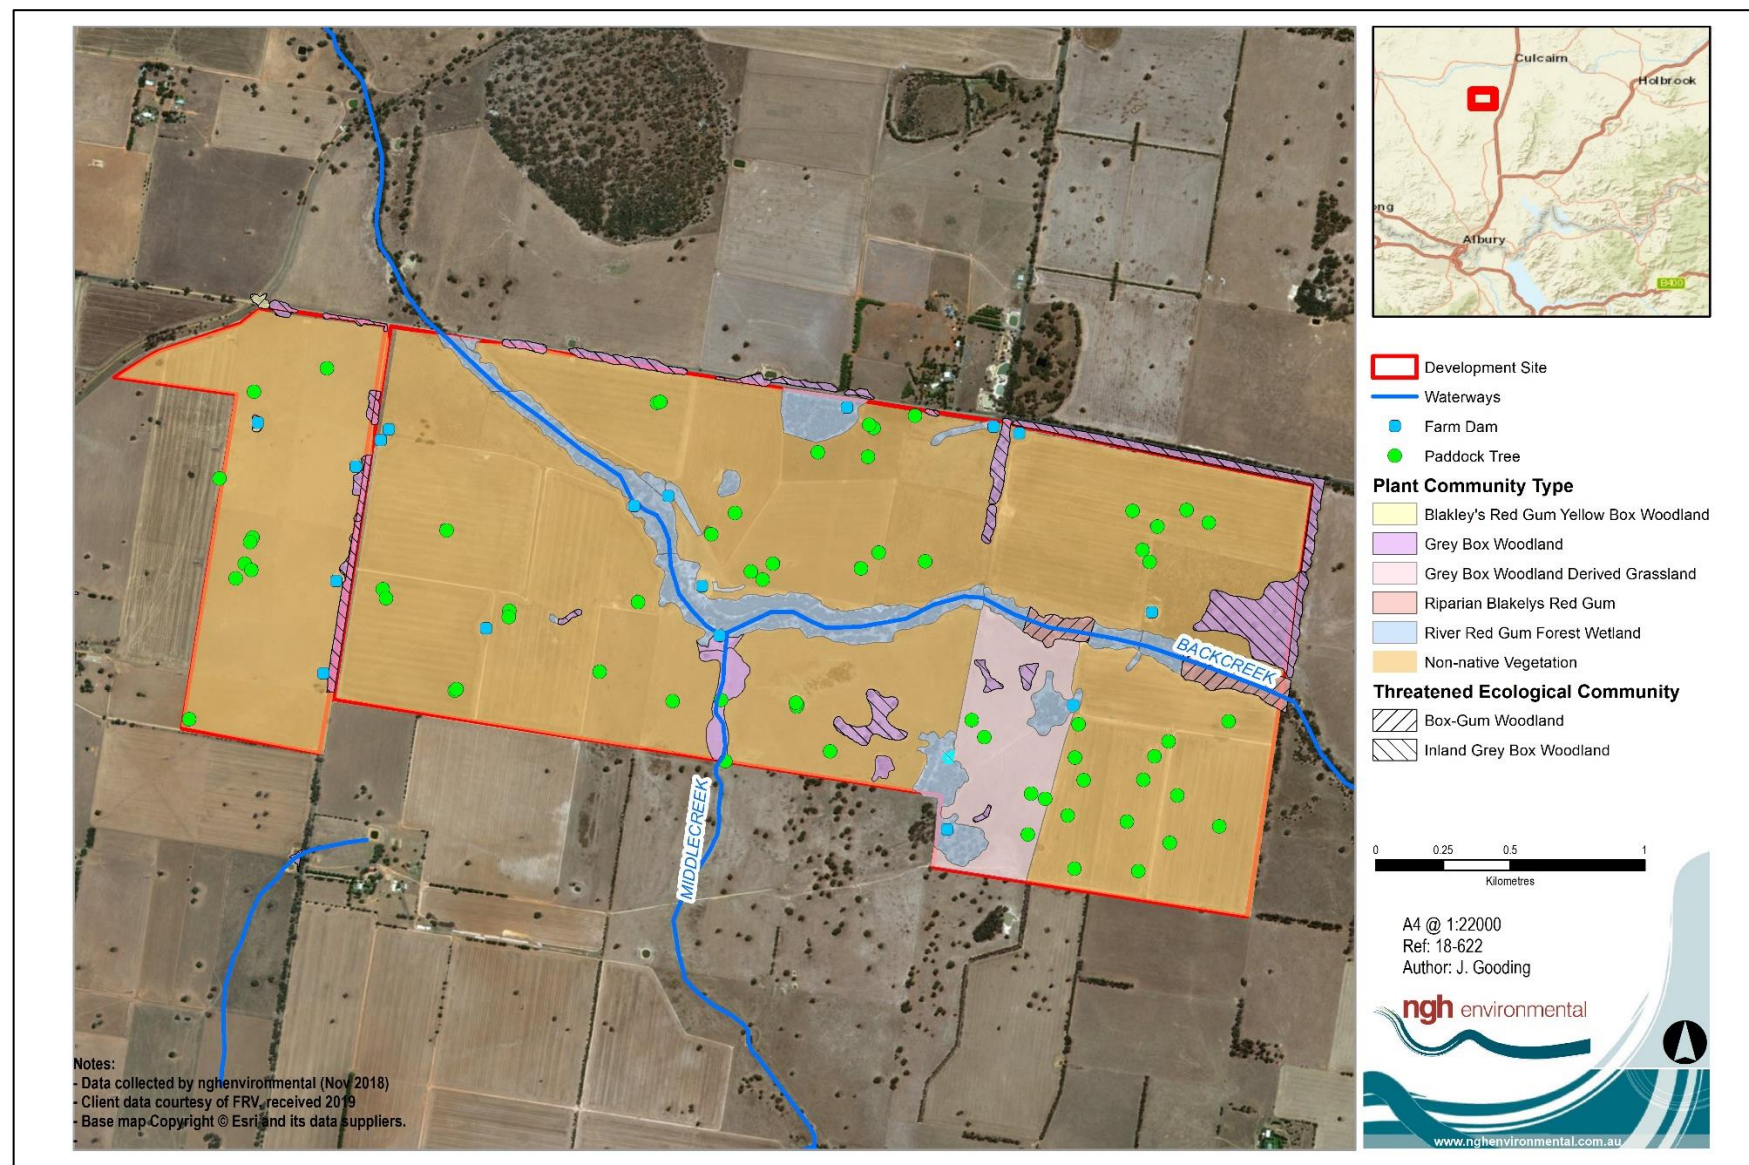 Culcairn
Holbrook
ong
Albury
B400
Development Site
Waterways
Farm Dam
Paddock Tree
Plant Community Type
Blakley's Red Gum Yellow Box Woodland
Grey Box Woodland
Grey Box Woodland Derived Grassland
Riparian Blakelys Red Gum
River Red Gum Forest Wetland
Non-native Vegetation
Threatened Ecological Community
Box-Gum Woodland
Inland Grey Box Woodland
BACKCREEK
MIDDLECREEK
0 0.25 0.5 1
Kilometres
A4 @ 1:22000
Ref: 18-622
Author: J. Gooding
ngh environmental
www.nghenvironmental.com.au
Notes:
- Data collected by nghenvironmental (Nov 2018)
- Client data courtesy of FRV, received 2019
- Base map Copyright © Esri and its data suppliers.
-